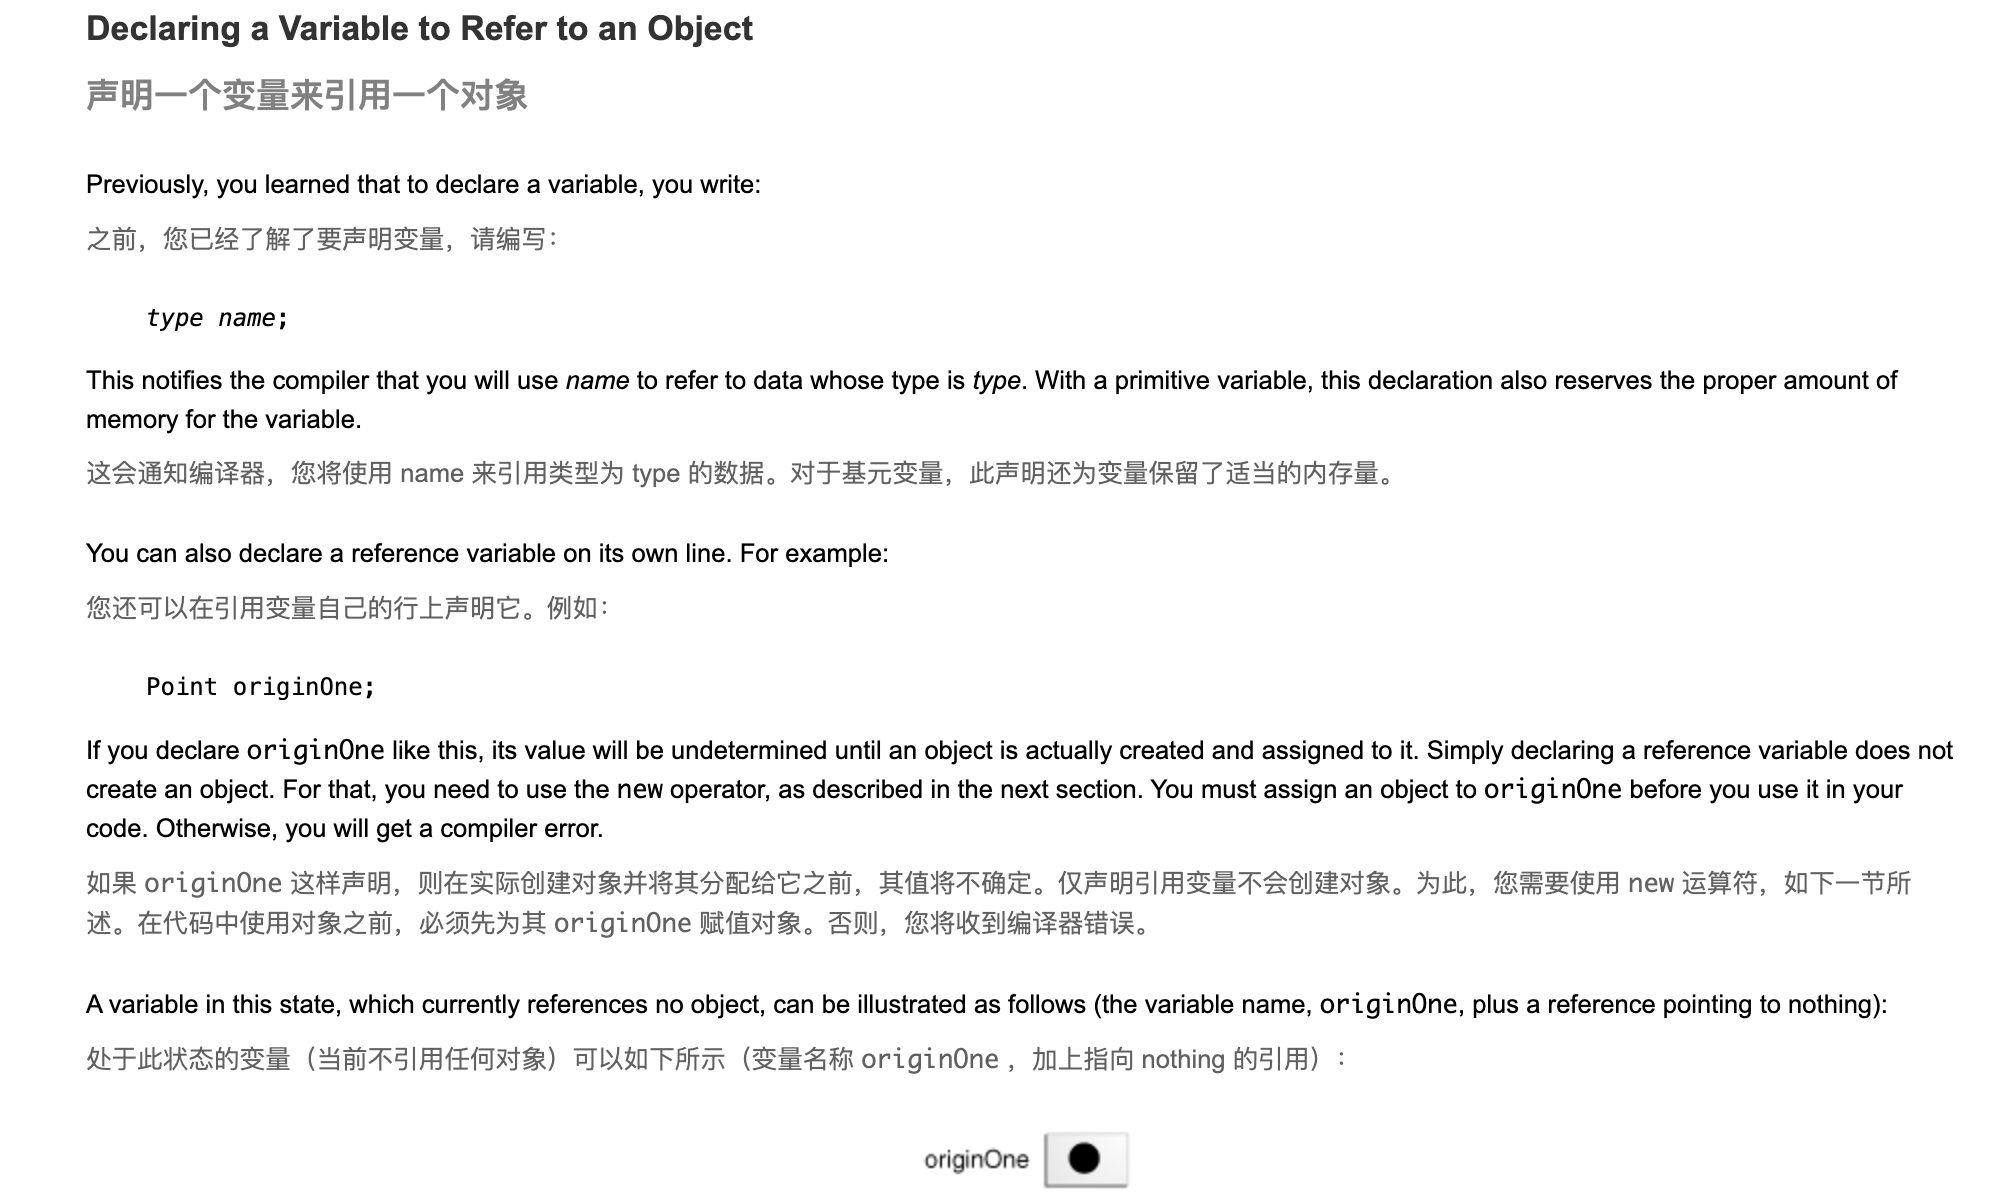 Declaring a Variable to Refer to an Object
声明一个变量来引用一个对象
Previously, you learned that to declare a variable, you write:
之前，您已经了解了要声明变量，请编写：
type name;
This notifies the compiler that you will use name to refer to data whose type is type. With a primitive variable, this declaration also reserves the proper amount of
memory for the variable.
这会通知编译器，您将使用 name 来引用类型为 type 的数据。对于基元变量，此声明还为变量保留了适当的内存量。
You can also declare a reference variable on its own line. For example:
您还可以在引用变量自己的行上声明它。例如：
Point originOne;
If you declare originOne like this, its value will be undetermined until an object is actually created and assigned to it. Simply declaring a reference variable does not
create an object. For that, you need to use the new operator, as described in the next section. You must assign an object to originOne before you use it in your
code. Otherwise, you will get a compiler error.
如果 originOne 这样声明，则在实际创建对象并将其分配给它之前，其值将不确定。仅声明引用变量不会创建对象。为此，您需要使用 new 运算符，如下一节所
述。在代码中使用对象之前，必须先为其 originOne 赋值对象。否则，您将收到编译器错误。
A variable in this state, which currently references no object, can be illustrated as follows (the variable name, originOne, plus a reference pointing to nothing):
处于此状态的变量（当前不引用任何对象）可以如下所示（变量名称 originOne ，加上指向 nothing 的引用）：
originOne